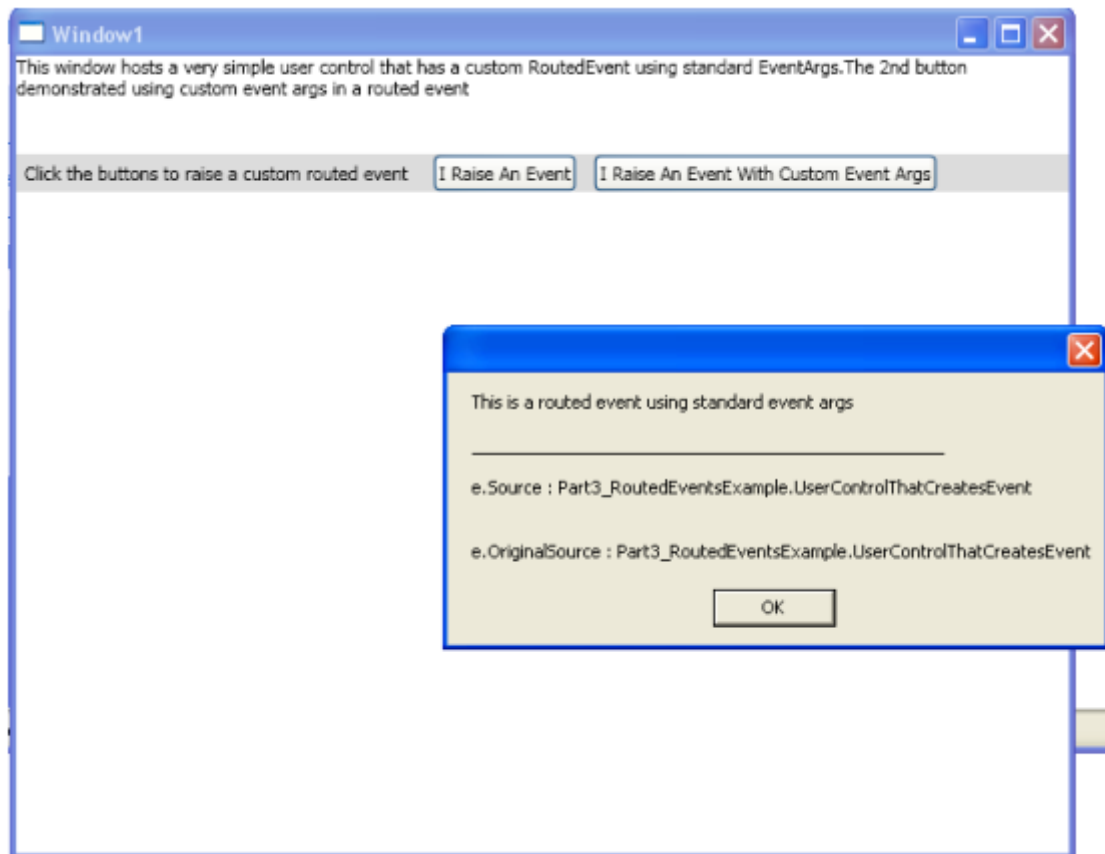 Window1
This window hosts a very simple user control that has a custom RoutedEvent using standard EventArgs.The 2nd button
demonstrated using custom event args in a routed event
Click the buttons to raise a custom routed event I Raise An Event I Raise An Event With Custom Event Args
This is a routed event using standard event args
e.Source : Part3_RoutedEventsExample.UserControlThatCreatesEvent
e.OriginalSource : Part3_RoutedEventsExample.UserControlThatCreatesEvent
OK